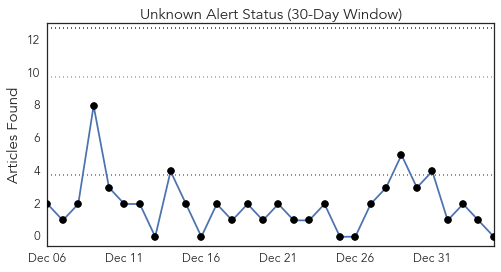 Unknown Alert Status (30-Day Window)
Articles Found
12
10
8
6
4
2
0
Dec 06 Dec 11 Dec 16 Dec 21 Dec 26 Dec 31